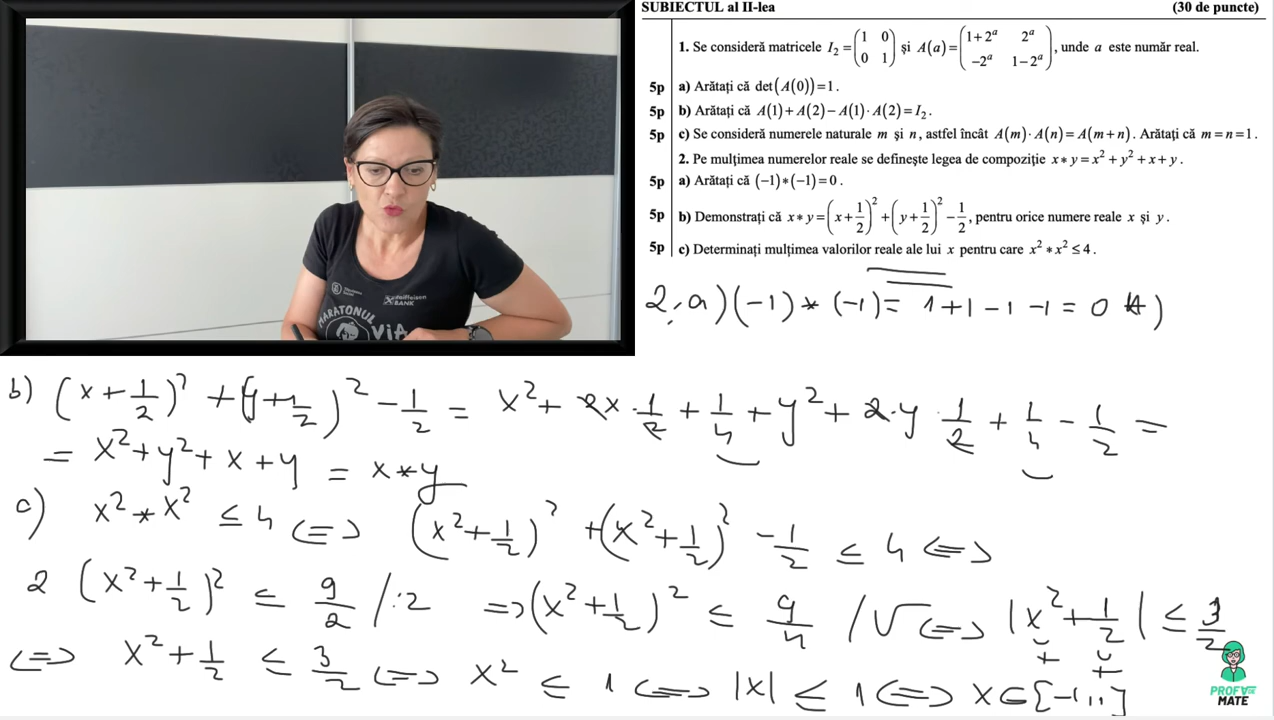 SUBIECTUL al II-lea (30 de puncte)
1. Se consideră matricele I₂ = (1 0; 0 1) și A(a) = (1+2ᵃ 2ᵃ; −2ᵃ 1−2ᵃ), unde a este număr real.
5p a) Arătați că det(A(0)) = 1.
5p b) Arătați că A(1) + A(2) − A(1)·A(2) = I₂.
5p c) Se consideră numerele naturale m și n, astfel încât A(m)·A(n) = A(m+n). Arătați că m = n = 1.
2. Pe mulțimea numerelor reale se definește legea de compoziție x * y = x² + y² + x + y.
5p a) Arătați că (−1) * (−1) = 0.
5p b) Demonstrați că x * y = (x + 1/2)² + (y + 1/2)² − 1/2, pentru orice numere reale x și y.
5p c) Determinați mulțimea valorilor reale ale lui x pentru care x² * x² ≤ 4.
2. a) (−1) * (−1) = 1 + 1 − 1 − 1 = 0 A)
MARATONUL
ViA
Raiffeisen
BANK
b) (x + 1/2)² + (y + 1/2)² − 1/2 = x² + 2x · 1/2 + 1/4 + y² + 2·y · 1/2 + 1/4 − 1/2 =
= x² + y² + x + y = x * y
c) x² * x² ≤ 4 <=> (x² + 1/2)² + (x² + 1/2)² − 1/2 ≤ 4 <=>
2 (x² + 1/2)² ≤ 9/2 /:2 => (x² + 1/2)² ≤ 9/4 /√ <=> |x² + 1/2| ≤ 3/2
+ +
<=> x² + 1/2 ≤ 3/2 <=> x² ≤ 1 <=> |x| ≤ 1 <=> x ∈ [−1, 1]
PROFA DE
MATE